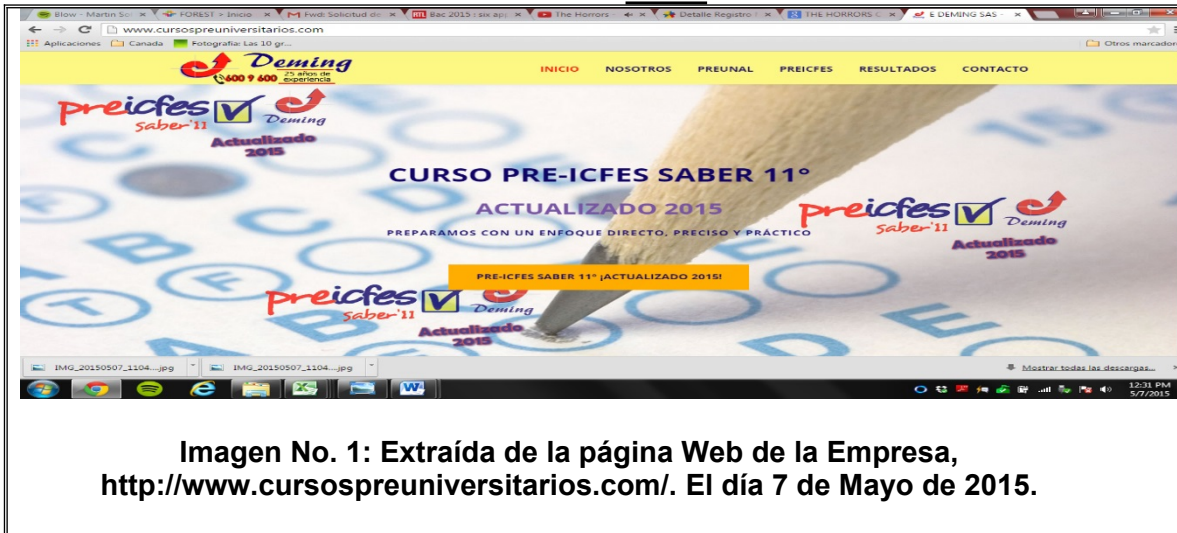 Blow - Martin Sol
FOREST > Inicio
Fwd: Solicitud de
Bac 2015 : six app
The Horrors -
Detalle Registro
THE HORRORS C
E DEMING SAS -
www.cursospreuniversitarios.com
Aplicaciones Canada Fotografía: Las 10 gr... Otros marcador
Deming
600 9 600 25 años de experiencia
INICIO NOSOTROS PREUNAL PREICFES RESULTADOS CONTACTO
preicfes
saber'11 Deming
Actualizado
2015
CURSO PRE-ICFES SABER 11°
ACTUALIZADO 2015
PREPARAMOS CON UN ENFOQUE DIRECTO, PRECISO Y PRÁCTICO
preicfes
saber'11 Deming
Actualizado
2015
PRE-ICFES SABER 11° ¡ACTUALIZADO 2015!
preicfes
saber'11 Deming
Actualizado
2015
IMG_20150507_1104....jpg IMG_20150507_1104....jpg Mostrar todas las descargas...
12:31 PM
5/7/2015
Imagen No. 1: Extraída de la página Web de la Empresa,
http://www.cursospreuniversitarios.com/. El día 7 de Mayo de 2015.